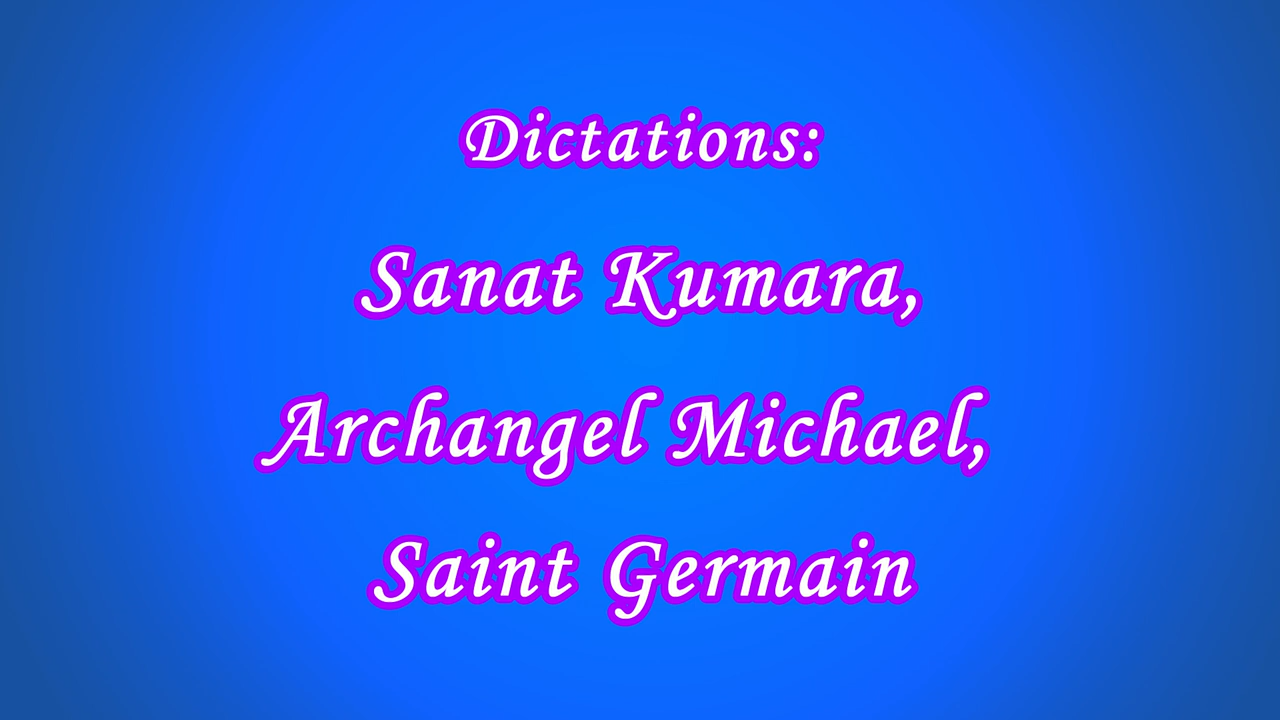 Dictations:
Sanat Kumara,
Archangel Michael,
Saint Germain